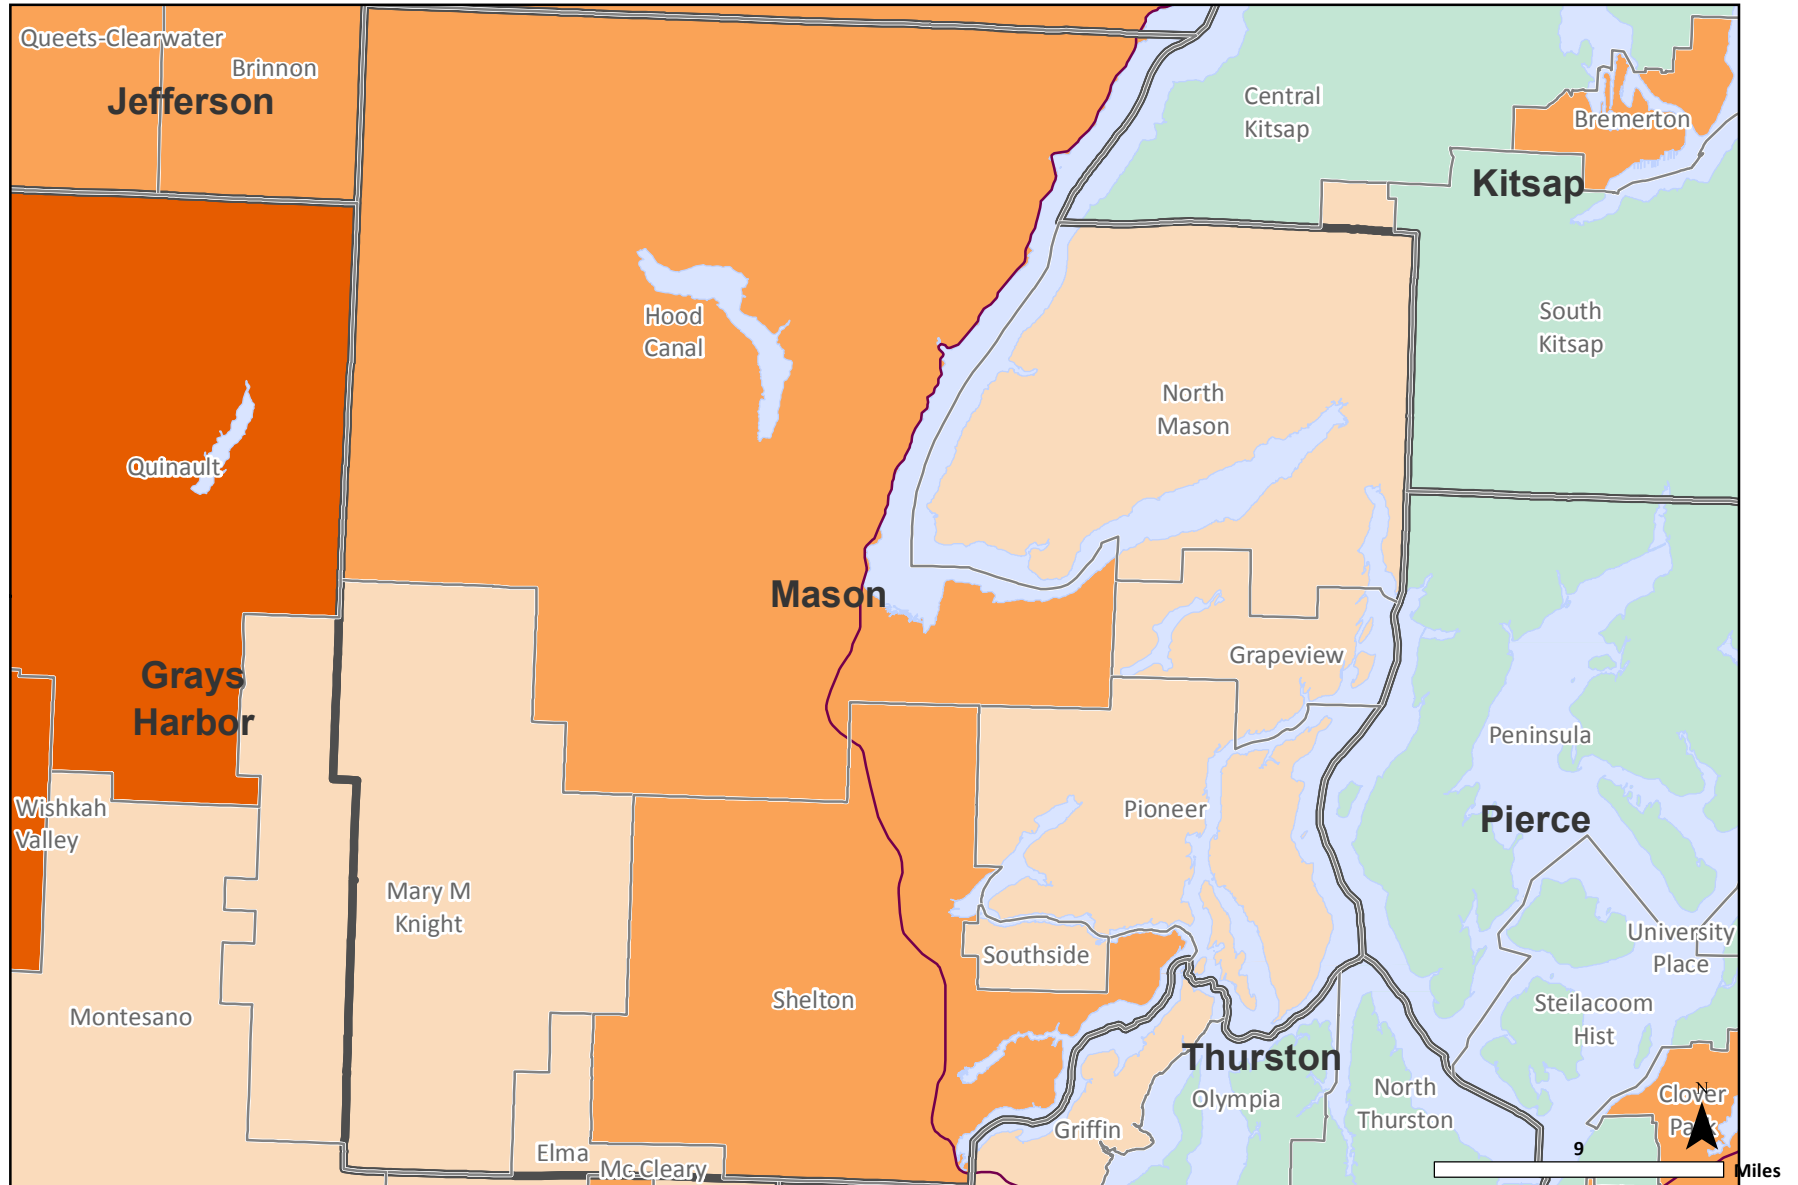 Queets-Clearwater
Brinnon
Jefferson
Central
Kitsap
Bremerton
Kitsap
Hood
Canal
South
Kitsap
North
Mason
Quinault
Mason
Grays
Harbor
Grapeview
Peninsula
Wishkah
Valley
Pioneer
Pierce
Mary M
Knight
University
Place
Southside
Shelton
Montesano
Steilacoom
Hist
Thurston
Olympia
North
Thurston
N
Clover
Park
Griffin
Elma
Mc Cleary
9
Miles